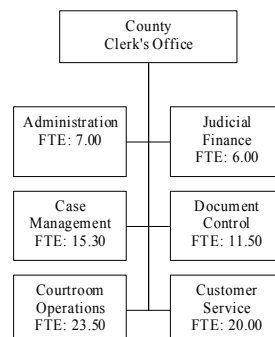 County
Clerk's Office
Administration
FTE: 7.00
Judicial
Finance
FTE: 6.00
Case
Management
FTE: 15.30
Document
Control
FTE: 11.50
Courtroom
Operations
FTE: 23.50
Customer
Service
FTE: 20.00